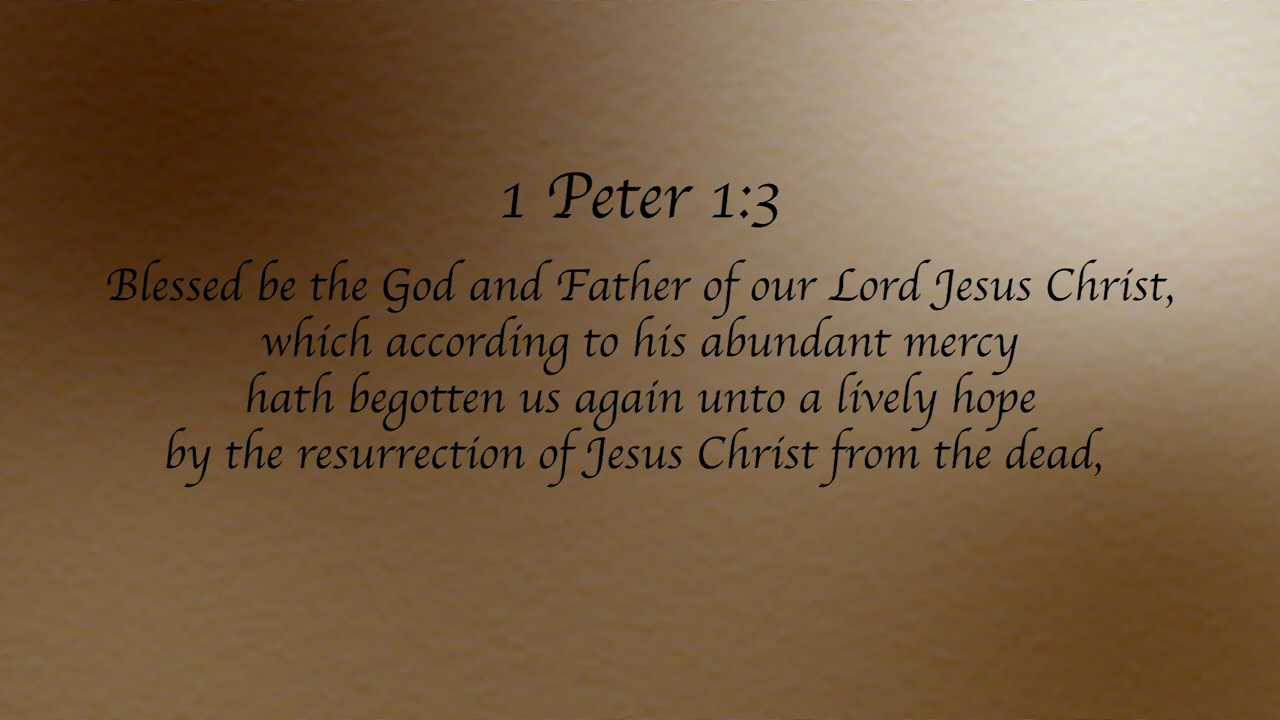 1 Peter 1:3
Blessed be the God and Father of our Lord Jesus Christ,
which according to his abundant mercy
hath begotten us again unto a lively hope
by the resurrection of Jesus Christ from the dead,